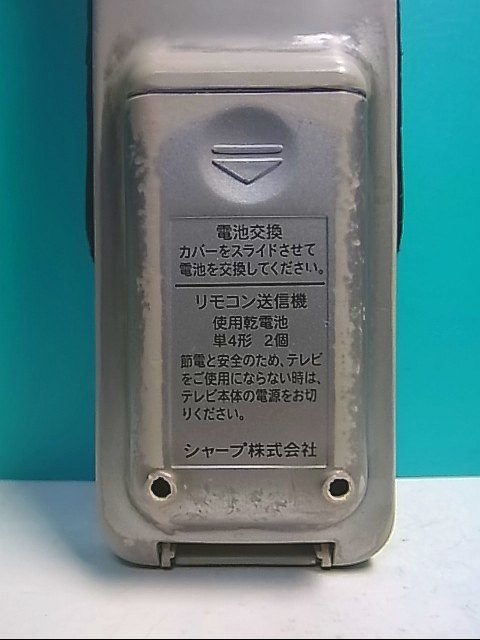 電池交換
カバーをスライドさせて
電池を交換してください。
リモコン送信機
使用乾電池
単4形 2個
節電と安全のため、テレビ
をご使用にならない時は、
テレビ本体の電源をお切
りください。
シャープ株式会社